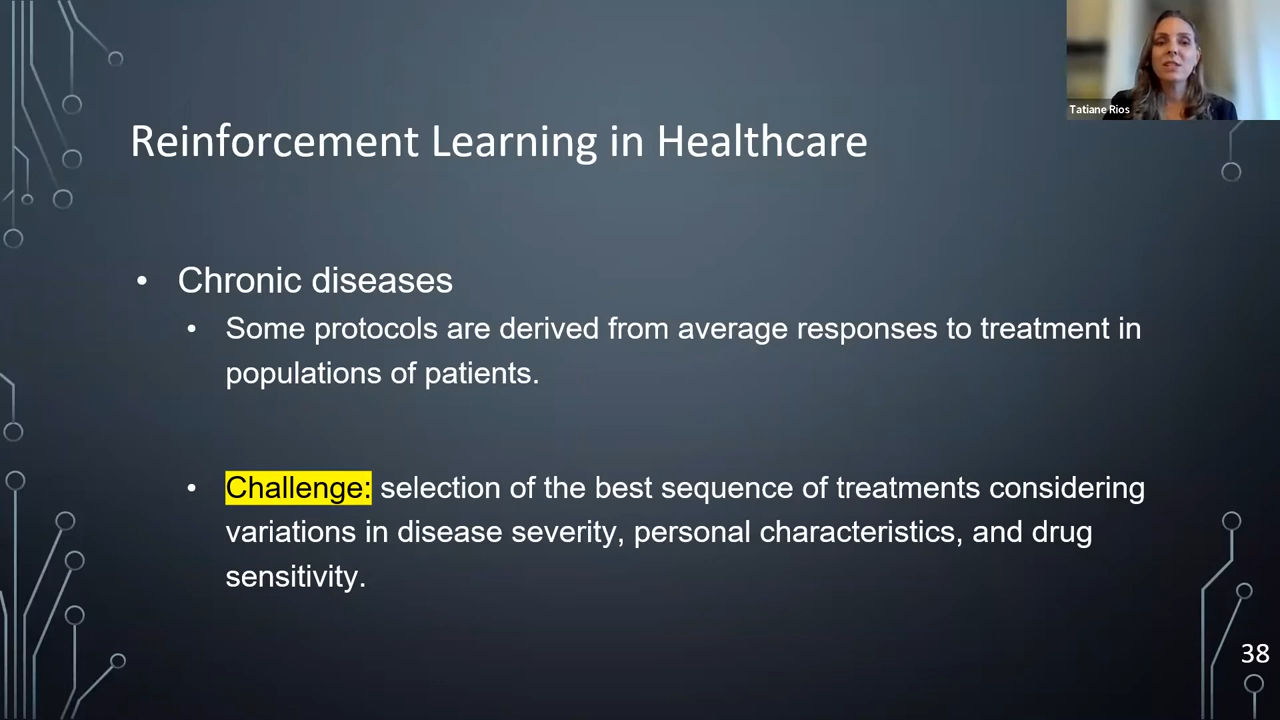 Tatiane Rios
Reinforcement Learning in Healthcare
• Chronic diseases
• Some protocols are derived from average responses to treatment in
populations of patients.
• Challenge: selection of the best sequence of treatments considering
variations in disease severity, personal characteristics, and drug
sensitivity.
38